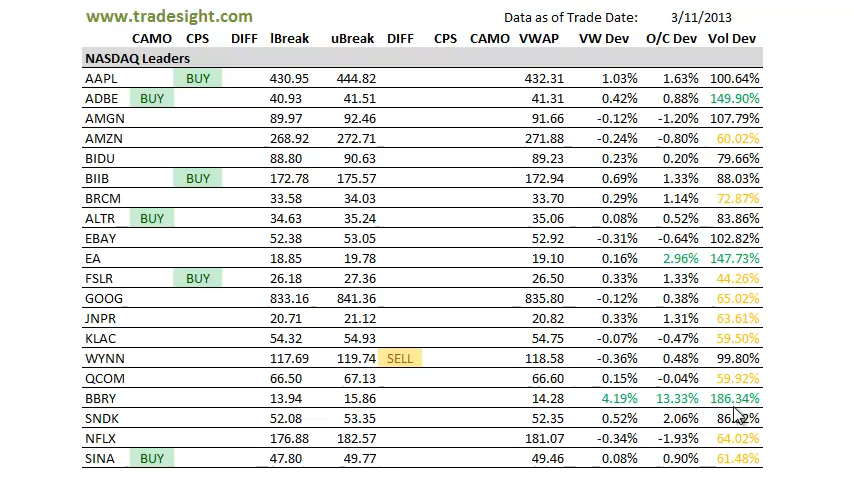 www.tradesight.com Data as of Trade Date: 3/11/2013
CAMO CPS DIFF lBreak uBreak DIFF CPS CAMO VWAP VW Dev O/C Dev Vol Dev
NASDAQ Leaders
AAPL BUY 430.95 444.82 432.31 1.03% 1.63% 100.64%
ADBE BUY 40.93 41.51 41.31 0.42% 0.88% 149.90%
AMGN 89.97 92.46 91.66 -0.12% -1.20% 107.79%
AMZN 268.92 272.71 271.88 -0.24% -0.80% 60.02%
BIDU 88.80 90.63 89.23 0.23% 0.20% 79.66%
BIIB BUY 172.78 175.57 172.94 0.69% 1.33% 88.03%
BRCM 33.58 34.03 33.70 0.29% 1.14% 72.87%
ALTR BUY 34.63 35.24 35.06 0.08% 0.52% 83.86%
EBAY 52.38 53.05 52.92 -0.31% -0.64% 102.82%
EA 18.85 19.78 19.10 0.16% 2.96% 147.73%
FSLR BUY 26.18 27.36 26.50 0.33% 1.33% 44.26%
GOOG 833.16 841.36 835.80 -0.12% 0.38% 65.02%
JNPR 20.71 21.12 20.82 0.33% 1.31% 63.61%
KLAC 54.32 54.93 54.75 -0.07% -0.47% 59.50%
WYNN 117.69 119.74 SELL 118.58 -0.36% 0.48% 99.80%
QCOM 66.50 67.13 66.60 0.15% -0.04% 59.92%
BBRY 13.94 15.86 14.28 4.19% 13.33% 186.34%
SNDK 52.08 53.35 52.35 0.52% 2.06%
NFLX 176.88 182.57 181.07 -0.34% -1.93% 64.02%
SINA BUY 47.80 49.77 49.46 0.08% 0.90% 61.48%